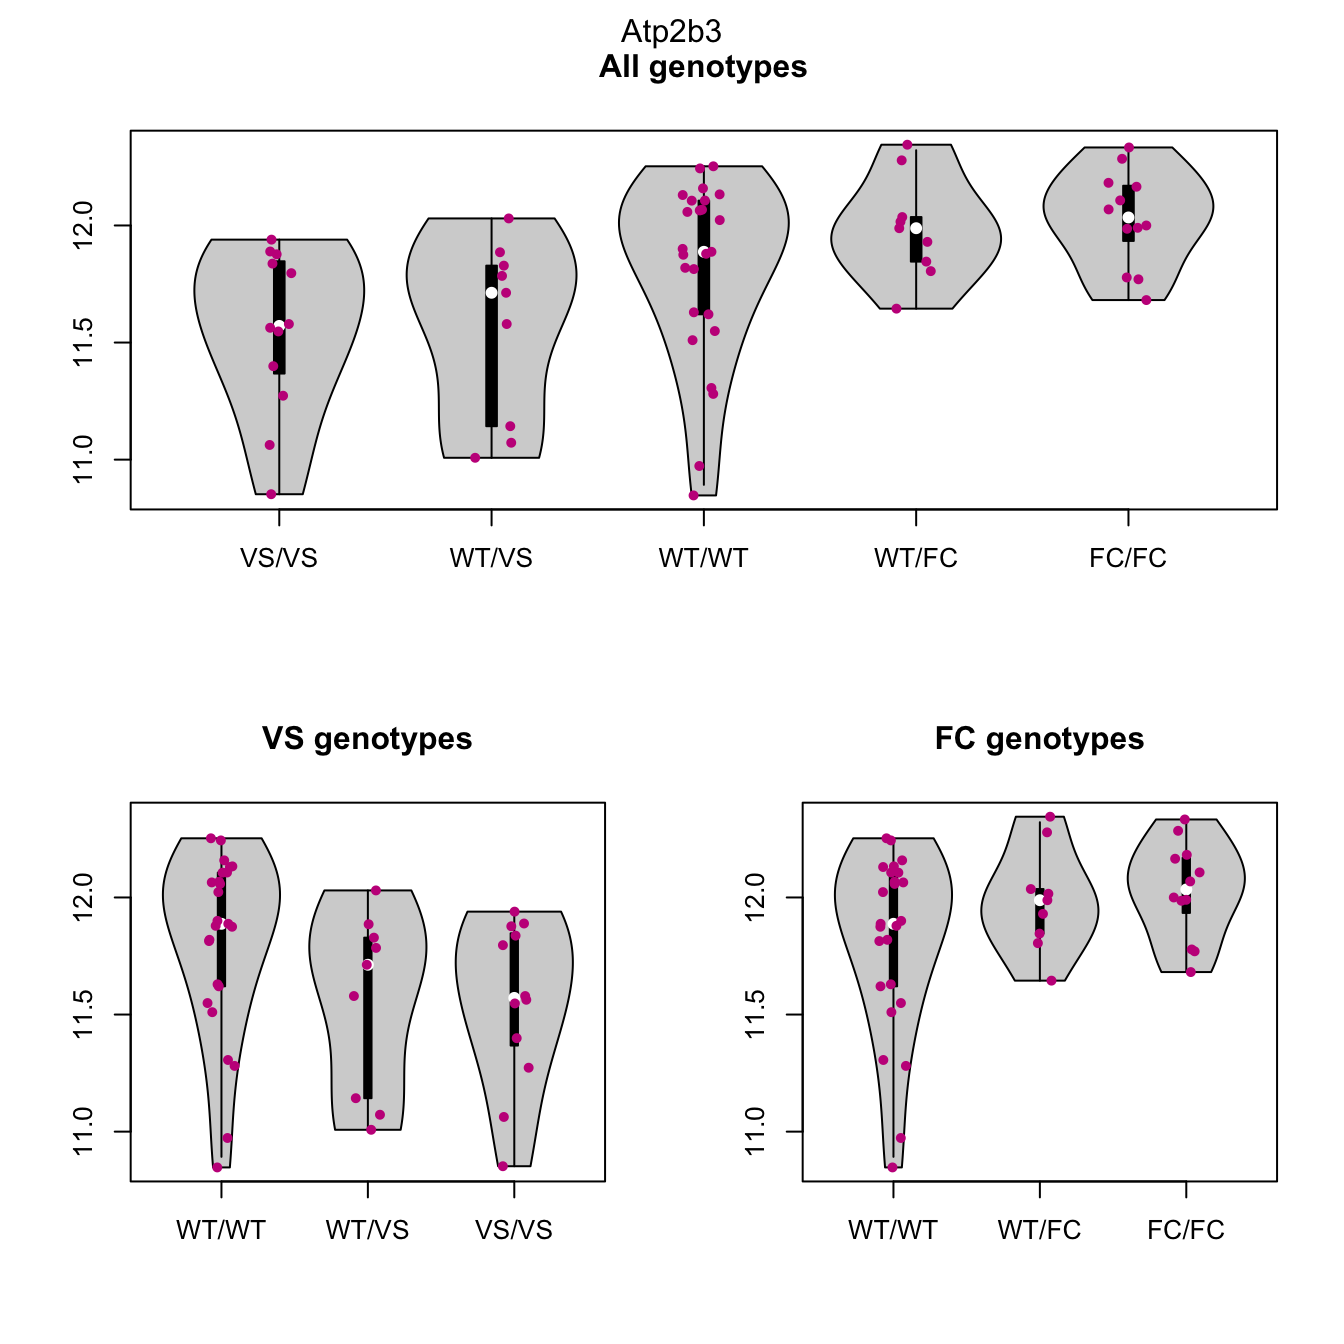 Atp2b3
All genotypes
12.0
11.5
11.0
VS/VS WT/VS WT/WT WT/FC FC/FC
VS genotypes
12.0
11.5
11.0
WT/WT WT/VS VS/VS
FC genotypes
12.0
11.5
11.0
WT/WT WT/FC FC/FC